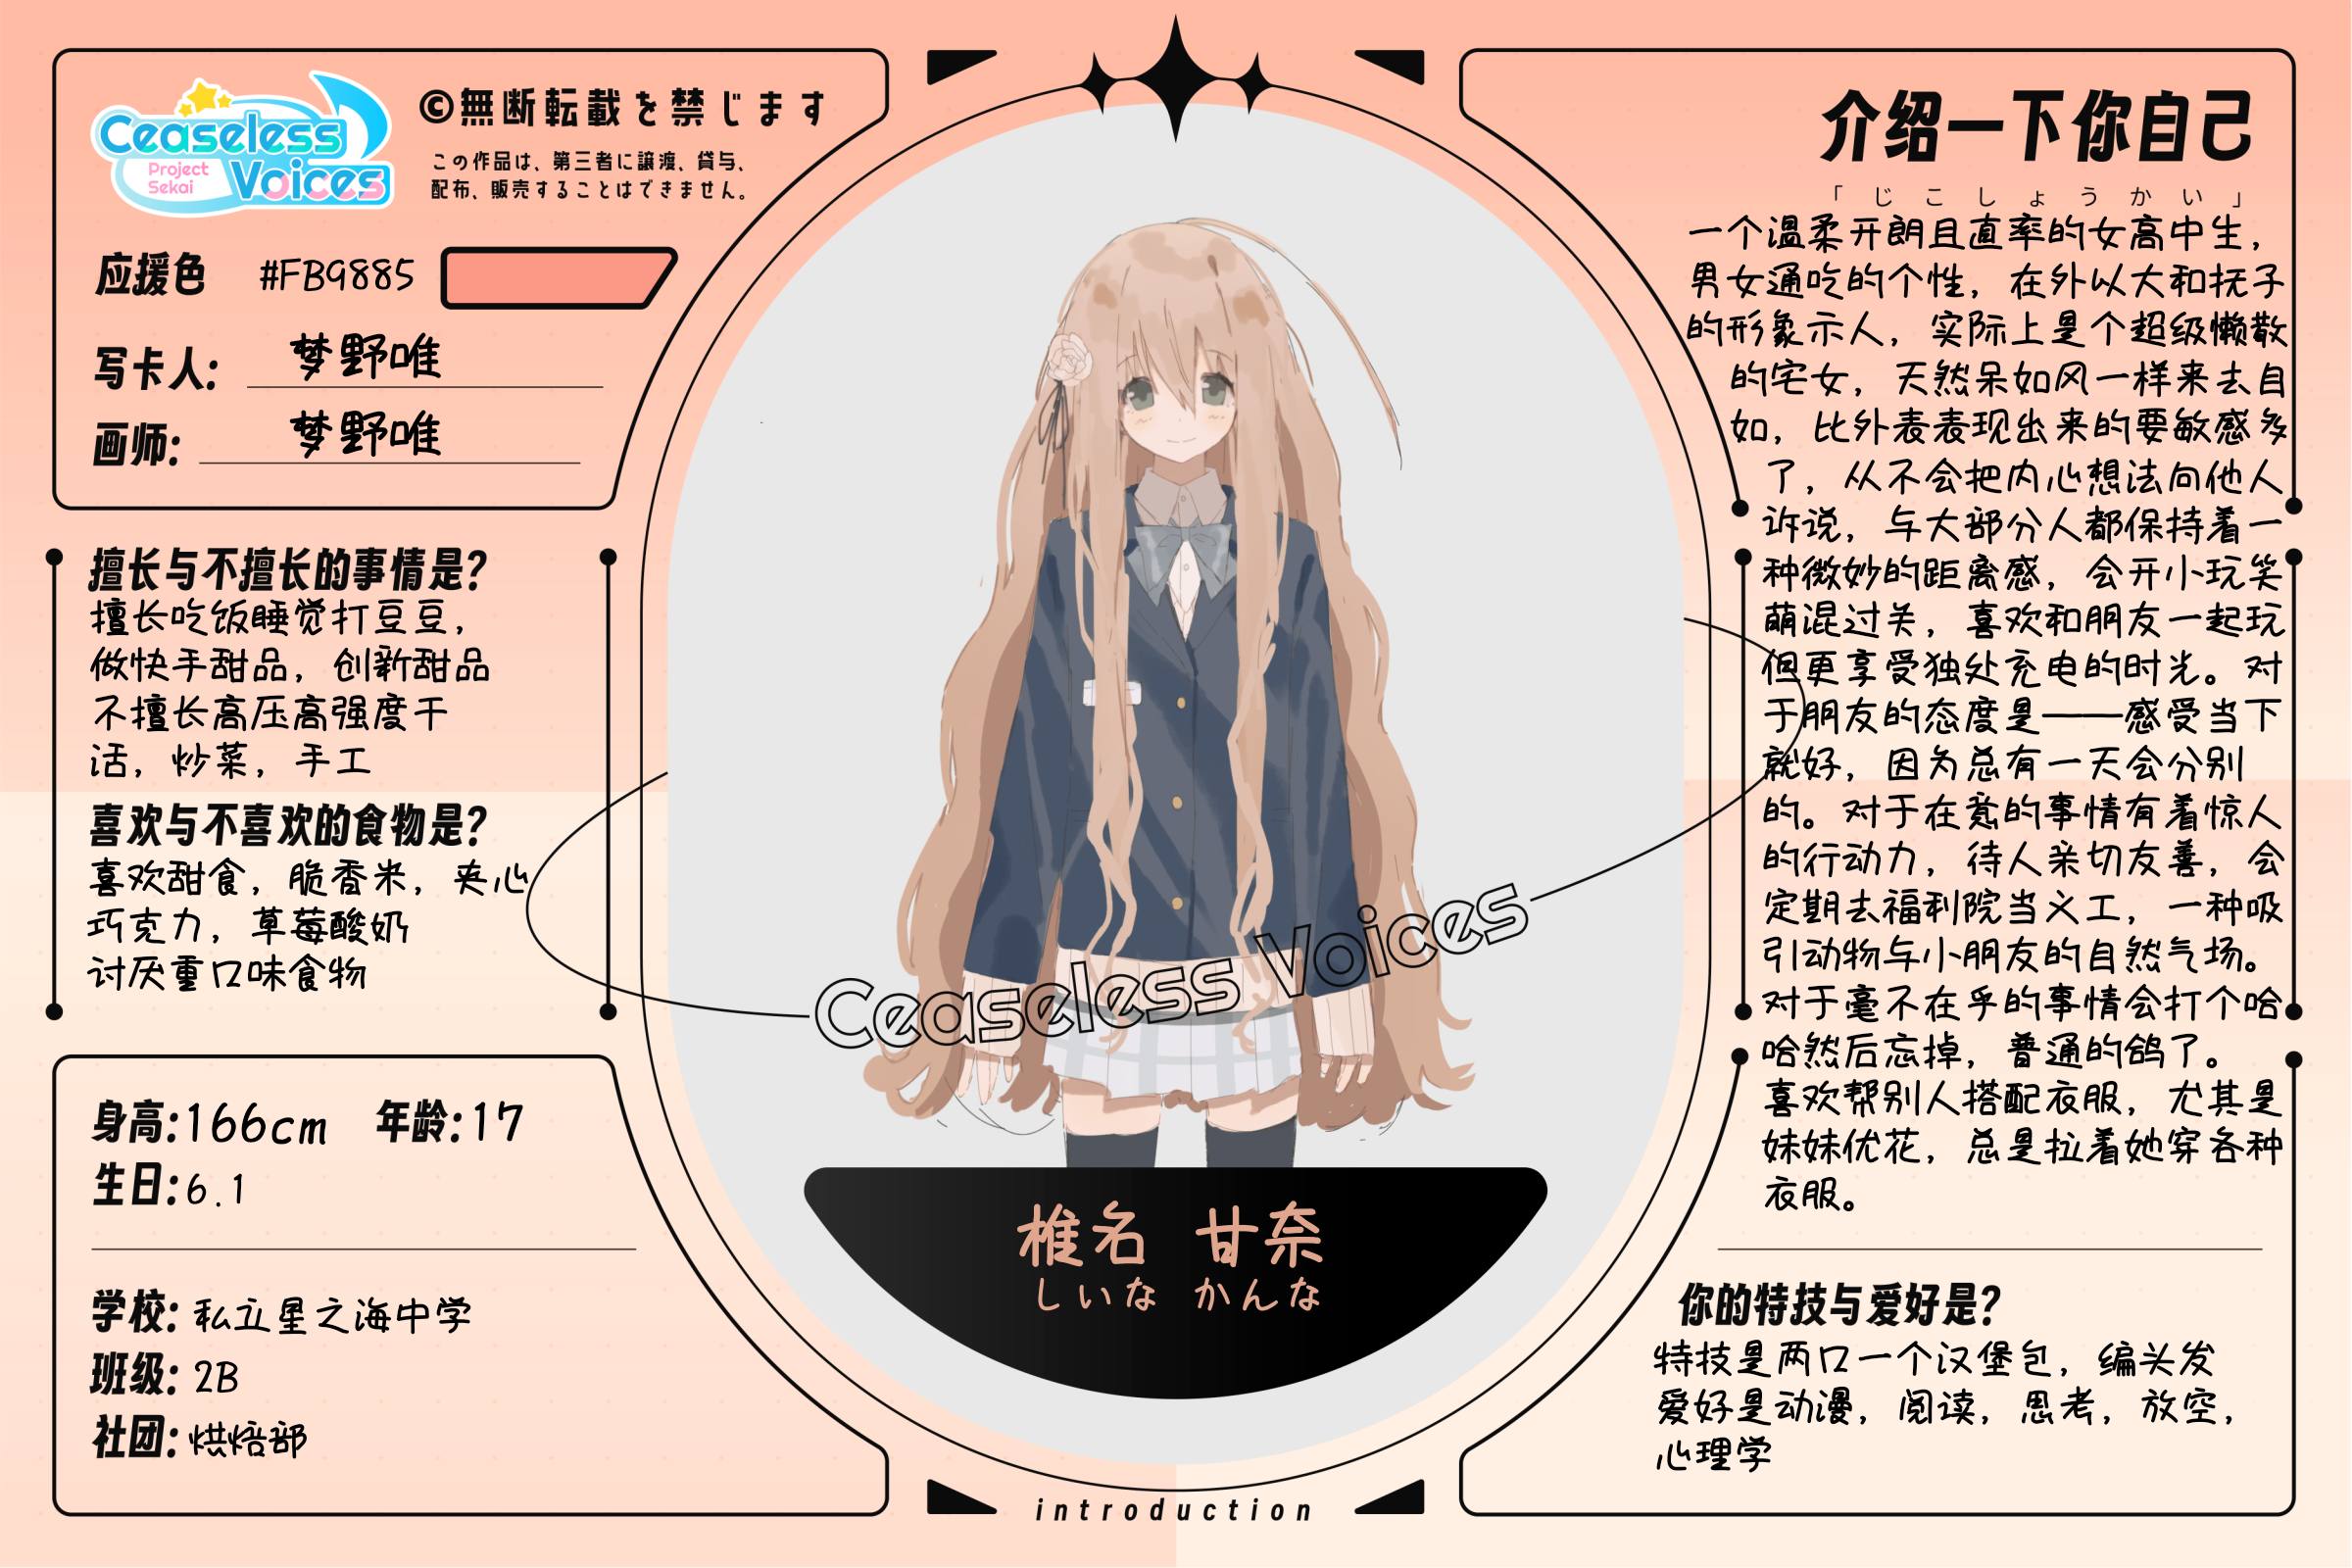 Ceaseless
Project
Sekai
Voices
©無断転載を禁じます
この作品は、第三者に譲渡、貸与、
配布、販売することはできません。
应援色 #FB9885
写卡人: 梦野唯
画师: 梦野唯
擅长与不擅长的事情是?
擅长吃饭睡觉打豆豆,
做快手甜品, 创新甜品
不擅长高压高强度干
活, 炒菜, 手工
喜欢与不喜欢的食物是?
喜欢甜食, 脆香米, 夹心
巧克力, 草莓酸奶
讨厌重口味食物
身高:166cm 年龄:17
生日:6.1
学校: 私立星之海中学
班级: 2B
社团: 烘焙部
Ceaseless Voices
椎名 甘奈
しいな かんな
introduction
介绍一下你自己
「じこしょうかい」
一个温柔开朗且直率的女高中生,
男女通吃的个性, 在外以大和抚子
的形象示人, 实际上是个超级懒散
的宅女, 天然呆如风一样来去自
如, 比外表表现出来的要敏感多
了, 从不会把内心想法向他人
诉说, 与大部分人都保持着一
种微妙的距离感, 会开小玩笑
萌混过关, 喜欢和朋友一起玩
但更享受独处充电的时光。对
于朋友的态度是——感受当下
就好, 因为总有一天会分别
的。对于在意的事情有着惊人
的行动力, 待人亲切友善, 会
定期去福利院当义工, 一种吸
引动物与小朋友的自然气场。
对于毫不在乎的事情会打个哈
哈然后忘掉, 普通的鸽了。
喜欢帮别人搭配衣服, 尤其是
妹妹优花, 总是拉着她穿各种
衣服。
你的特技与爱好是?
特技是两口一个汉堡包, 编头发
爱好是动漫, 阅读, 思考, 放空,
心理学